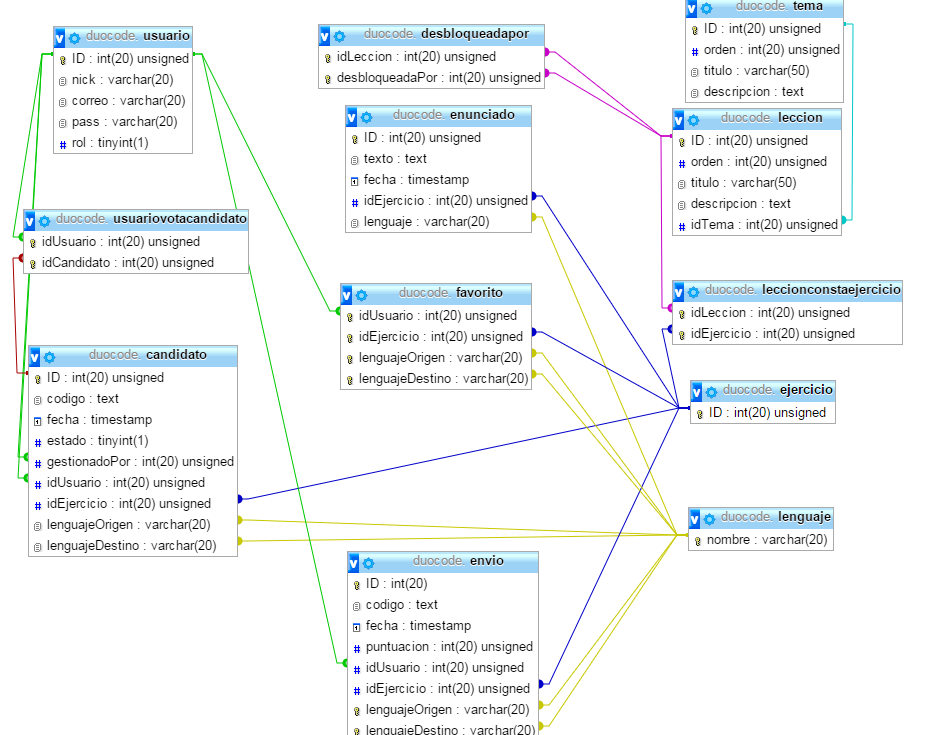 duocode. usuario
ID : int(20) unsigned
nick : varchar(20)
correo : varchar(20)
pass : varchar(20)
rol : tinyint(1)
duocode. desbloqueadapor
idLeccion : int(20) unsigned
desbloqueadaPor : int(20) unsigned
duocode. tema
ID : int(20) unsigned
orden : int(20) unsigned
titulo : varchar(50)
descripcion : text
duocode. enunciado
ID : int(20) unsigned
texto : text
fecha : timestamp
idEjercicio : int(20) unsigned
lenguaje : varchar(20)
duocode. leccion
ID : int(20) unsigned
orden : int(20) unsigned
titulo : varchar(50)
descripcion : text
idTema : int(20) unsigned
duocode. usuariovotacandidato
idUsuario : int(20) unsigned
idCandidato : int(20) unsigned
duocode. favorito
idUsuario : int(20) unsigned
idEjercicio : int(20) unsigned
lenguajeOrigen : varchar(20)
lenguajeDestino : varchar(20)
duocode. leccionconstaejercicio
idLeccion : int(20) unsigned
idEjercicio : int(20) unsigned
duocode. candidato
ID : int(20) unsigned
codigo : text
fecha : timestamp
estado : tinyint(1)
gestionadoPor : int(20) unsigned
idUsuario : int(20) unsigned
idEjercicio : int(20) unsigned
lenguajeOrigen : varchar(20)
lenguajeDestino : varchar(20)
duocode. ejercicio
ID : int(20) unsigned
duocode. lenguaje
nombre : varchar(20)
duocode. envio
ID : int(20)
codigo : text
fecha : timestamp
puntuacion : int(20) unsigned
idUsuario : int(20) unsigned
idEjercicio : int(20) unsigned
lenguajeOrigen : varchar(20)
lenguajeDestino : varchar(20)